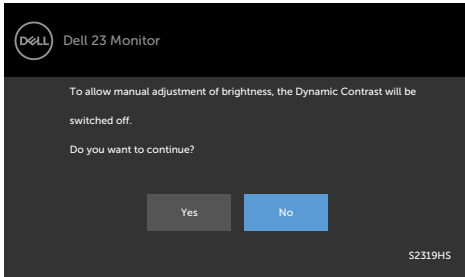 DELL
Dell 23 Monitor
To allow manual adjustment of brightness, the Dynamic Contrast will be
switched off.
Do you want to continue?
Yes
No
S2319HS